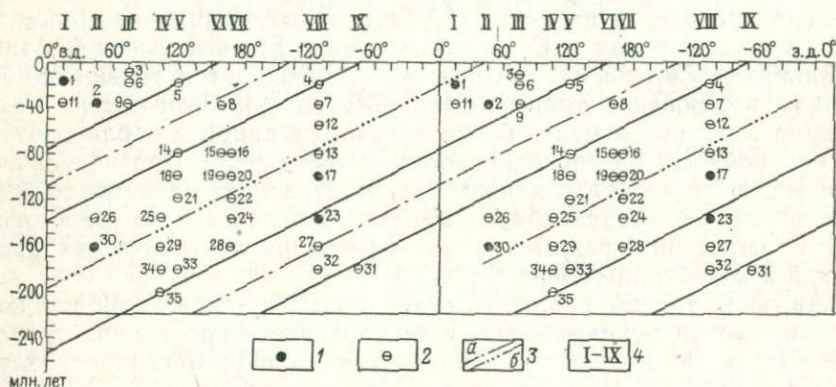 I II III IV V VI VII VIII IX I II III IV V VI VII VIII IX
0° в.д. 60° 120° 180° -120° -60° 0° 60° 120° 180° -120° з.д. 0°
0
-40
-80
-120
-160
-200
-240
млн. лет
1 3 6 5 4
11 2 9 8 7
12
14 15 16 13
18 19 20 17
21 22
26 25 24 23
30 29 28 27
34 33 32 31
35
1 3 6 5 4
11 2 9 8 7
12
14 15 16 13
18 19 20 17
21 22
26 25 24 23
30 29 28 27
34 33 32 31
35
1 2 а б 3 I-IX 4